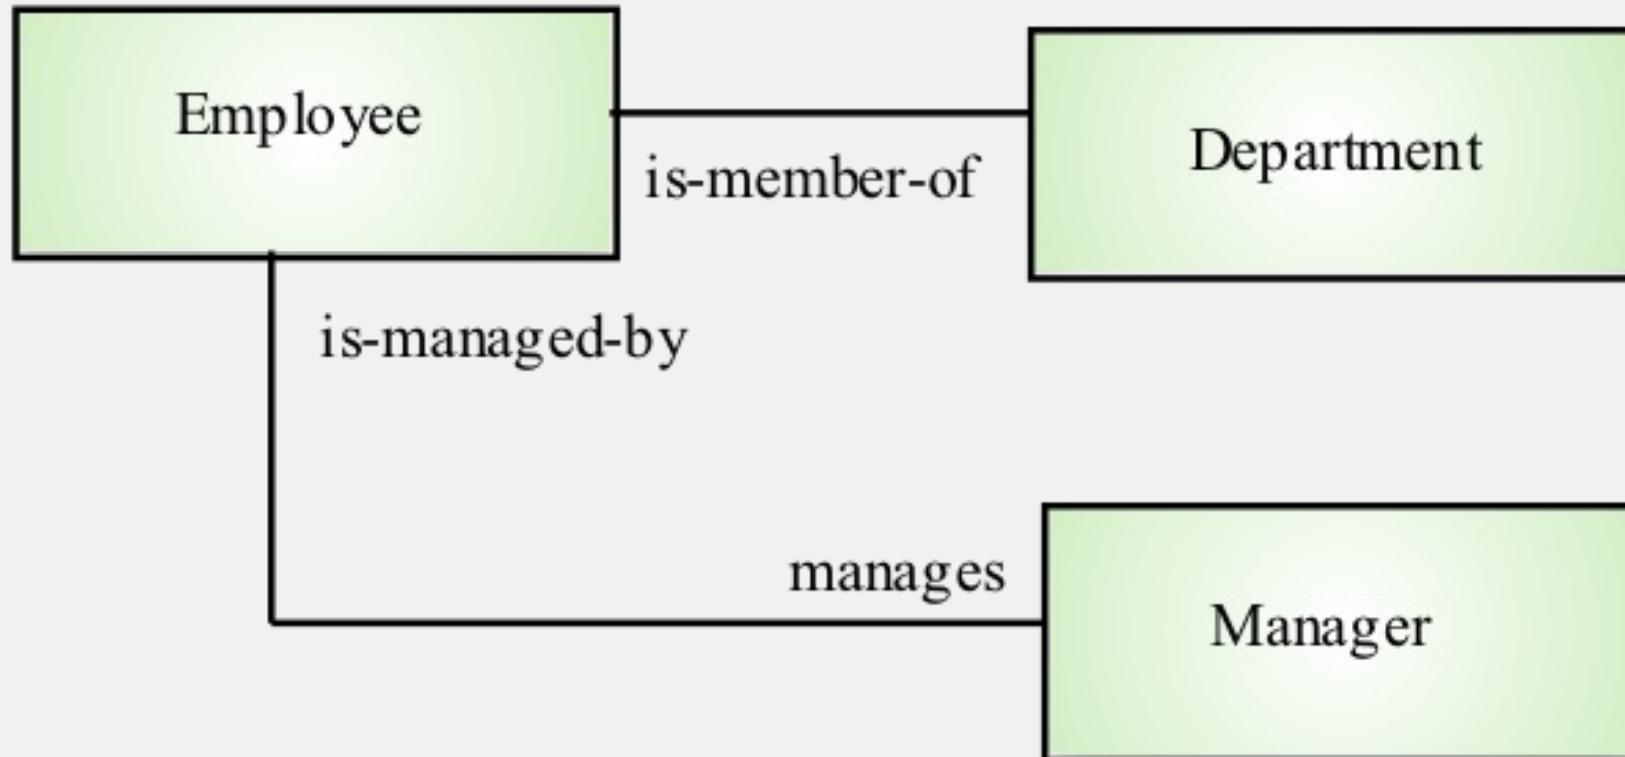 Employee
Department
is-member-of
is-managed-by
manages
Manager